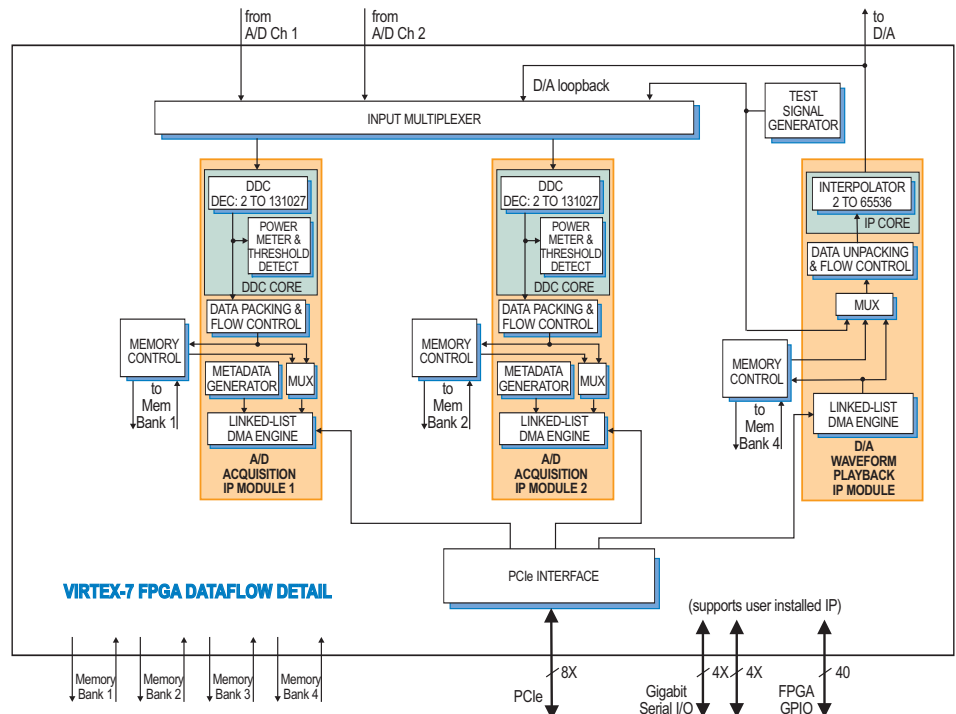 from
A/D Ch 1
from
A/D Ch 2
to
D/A
D/A loopback
TEST
SIGNAL
GENERATOR
INPUT MULTIPLEXER
DDC
DEC: 2 TO 131027
POWER
METER &
THRESHOLD
DETECT
DDC CORE
DATA PACKING &
FLOW CONTROL
MEMORY
CONTROL
to
Mem
Bank 1
METADATA
GENERATOR
MUX
LINKED-LIST
DMA ENGINE
A/D
ACQUISITION
IP MODULE 1
DDC
DEC: 2 TO 131027
POWER
METER &
THRESHOLD
DETECT
DDC CORE
DATA PACKING &
FLOW CONTROL
MEMORY
CONTROL
to
Mem
Bank 2
METADATA
GENERATOR
MUX
LINKED-LIST
DMA ENGINE
A/D
ACQUISITION
IP MODULE 2
INTERPOLATOR
2 TO 65536
IP CORE
DATA UNPACKING
& FLOW CONTROL
MUX
MEMORY
CONTROL
to
Mem
Bank 4
LINKED-LIST
DMA ENGINE
D/A
WAVEFORM
PLAYBACK
IP MODULE
PCIe INTERFACE
VIRTEX-7 FPGA DATAFLOW DETAIL
(supports user installed IP)
Memory
Bank 1
Memory
Bank 2
Memory
Bank 3
Memory
Bank 4
8X
PCIe
4X
4X
Gigabit
Serial I/O
40
FPGA
GPIO